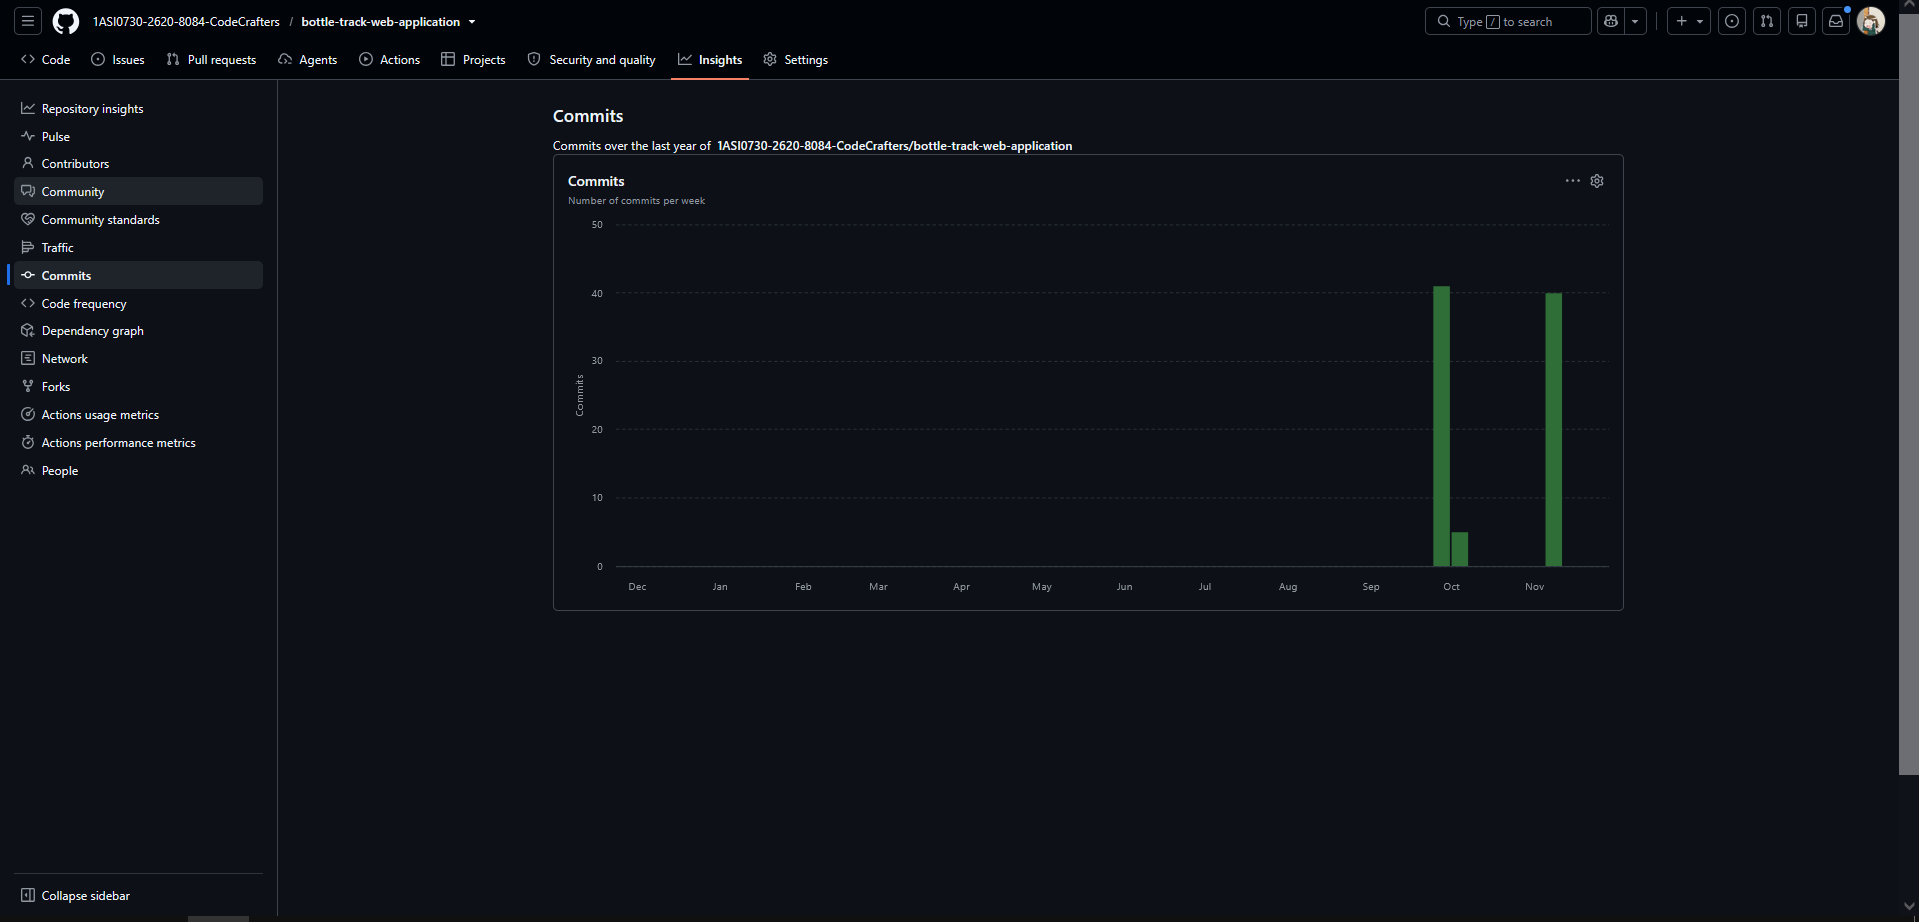 1ASI0730-2620-8084-CodeCrafters / bottle-track-web-application
Type / to search
Code Issues Pull requests Agents Actions Projects Security and quality Insights Settings
Repository insights
Pulse
Contributors
Community
Community standards
Traffic
Commits
Code frequency
Dependency graph
Network
Forks
Actions usage metrics
Actions performance metrics
People
Collapse sidebar
Commits
Commits over the last year of 1ASI0730-2620-8084-CodeCrafters/bottle-track-web-application
Commits
Number of commits per week
50
40
30
20
10
0
Commits
Dec Jan Feb Mar Apr May Jun Jul Aug Sep Oct Nov